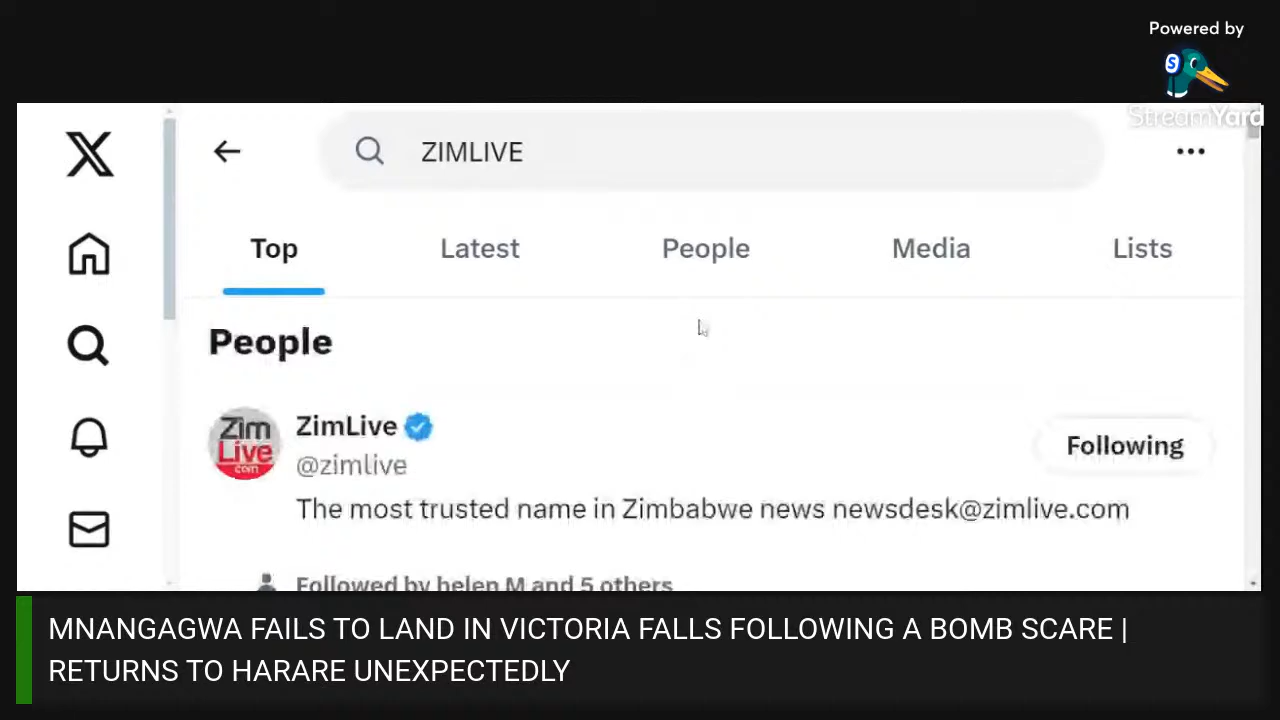 Powered by
StreamYard
ZIMLIVE
Top Latest People Media Lists
People
Zim
Live
.com
ZimLive
@zimlive
Following
The most trusted name in Zimbabwe news newsdesk@zimlive.com
Followed by helen M and 5 others
MNANGAGWA FAILS TO LAND IN VICTORIA FALLS FOLLOWING A BOMB SCARE |
RETURNS TO HARARE UNEXPECTEDLY